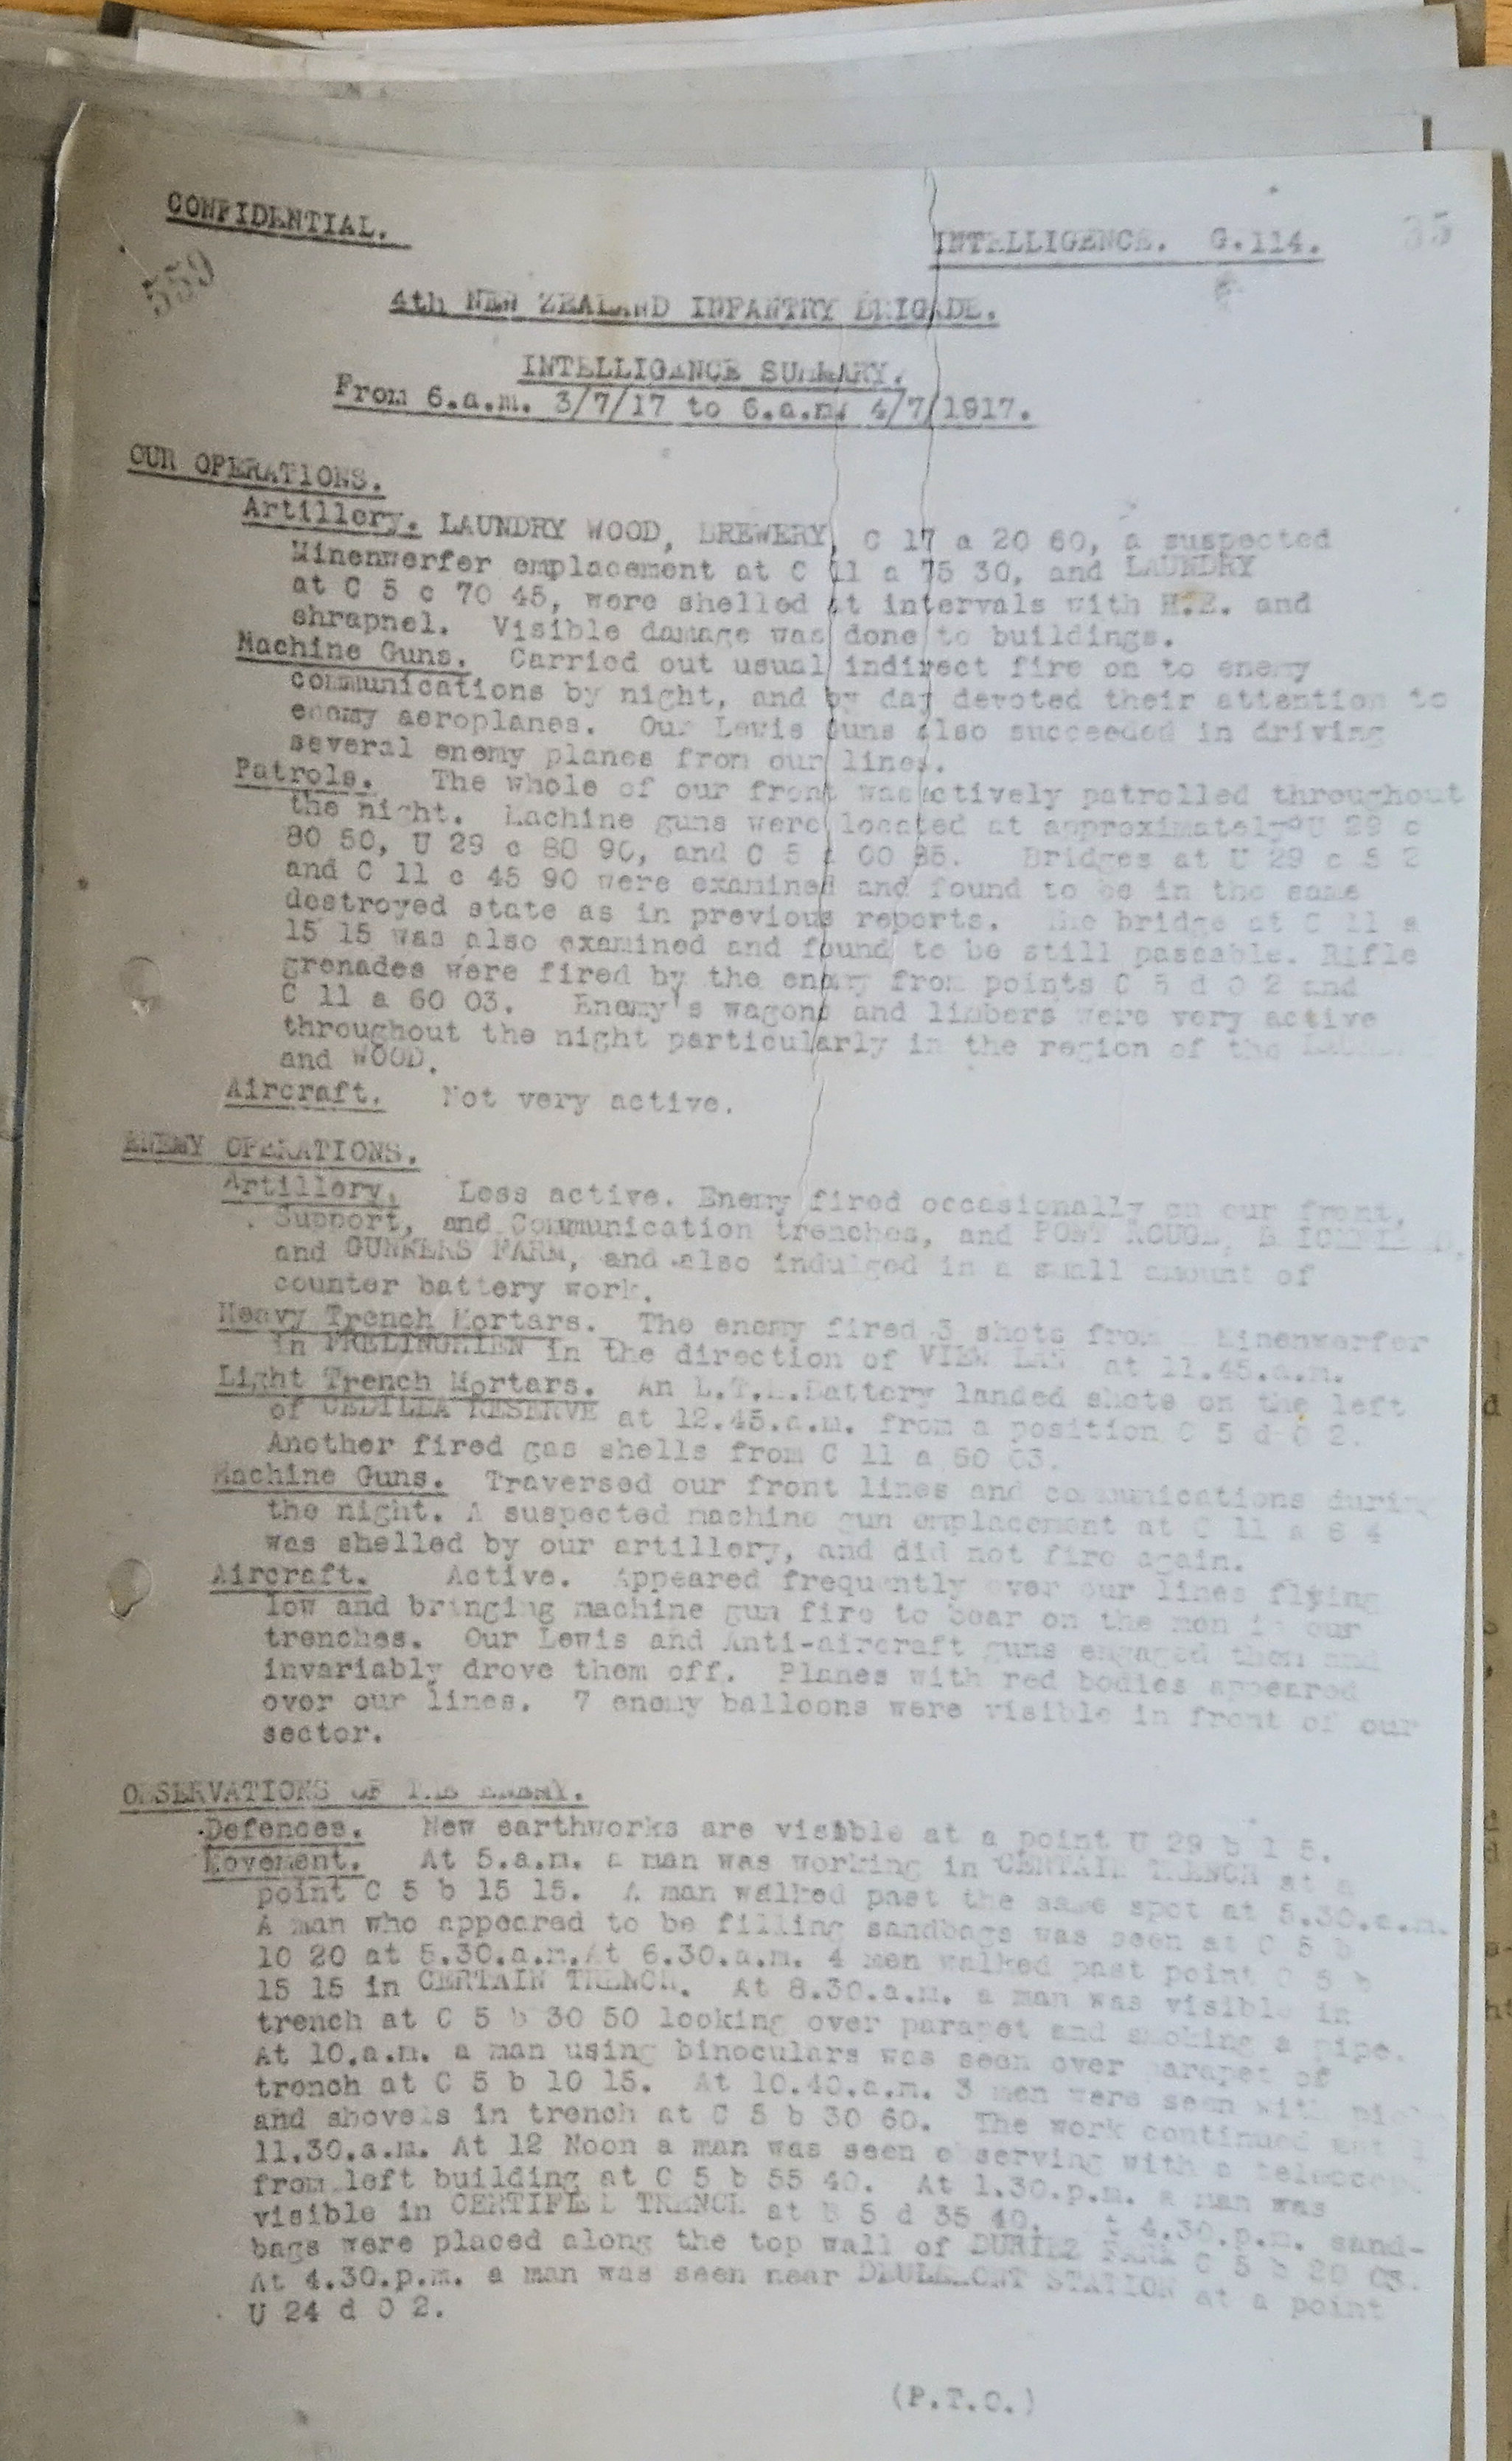 CONFIDENTIAL.
INTELLIGENCE. G.114. 35
559
4th NEW ZEALAND INFANTRY BRIGADE.
INTELLIGENCE SUMMARY.
From 6.a.m. 3/7/17 to 6.a.m. 4/7/1917.
OUR OPERATIONS.
Artillery. LAUNDRY WOOD, BREWERY, C 17 a 20 60, a suspected
Minenwerfer emplacement at C 11 a 75 30, and LAUNDRY
at C 5 c 70 45, were shelled at intervals with H.E. and
shrapnel. Visible damage was done to buildings.
Machine Guns. Carried out usual indirect fire on to enemy
communications by night, and by day devoted their attention to
enemy aeroplanes. Our Lewis Guns also succeeded in driving
several enemy planes from our lines.
Patrols. The whole of our front was actively patrolled throughout
the night. Machine guns were located at approximately U 29 c
80 50, U 29 c 80 90, and C 5 00 85. Bridges at U 29 c 8 2
and C 11 c 45 90 were examined and found to be in the same
destroyed state as in previous reports. The bridge at C 11 a
15 15 was also examined and found to be still passable. Rifle
grenades were fired by the enemy from points C 5 d 0 2 and
C 11 a 60 03. Enemy's wagons and limbers were very active
throughout the night particularly in the region of the
and WOOD.
Aircraft. Not very active.
ENEMY OPERATIONS.
Artillery. Less active. Enemy fired occasionally on our front,
Support, and Communication trenches, and PONT
and GUNNERS FARM, and also indulged in a small amount of
counter battery work.
Heavy Trench Mortars. The enemy fired 3 shots from Minenwerfer
in FRELINGHIEN in the direction of VIEW at 11.45.a.m.
Light Trench Mortars. An L.T.M.Battery landed shots on the left
of CEDILLA RESERVE at 12.45.a.m. from a position C 5 d 0 2.
Another fired gas shells from C 11 a 60 03.
Machine Guns. Traversed our front lines and communications during
the night. A suspected machine gun emplacement at C 11 a 6 4
was shelled by our artillery, and did not fire again.
Aircraft. Active. Appeared frequently over our lines flying
low and bringing machine gun fire to bear on the men in our
trenches. Our Lewis and Anti-aircraft guns engaged them and
invariably drove them off. Planes with red bodies appeared
over our lines. 7 enemy balloons were visible in front of our
sector.
OBSERVATIONS OF THE ENEMY.
Defences. New earthworks are visible at a point U 29 b 1 5.
Movement. At 5.a.m. a man was working in CERTAIN TRENCH at a
point C 5 b 15 15. A man walked past the same spot at 5.30.a.m.
A man who appeared to be filling sandbags was seen at C 5 b
10 20 at 5.30.a.m.At 6.30.a.m. 4 men walked past point C 5 b
15 15 in CERTAIN TRENCH. At 8.30.a.m. a man was visible in
trench at C 5 b 30 50 looking over parapet and smoking a pipe.
At 10.a.m. a man using binoculars was seen over parapet of
trench at C 5 b 10 15. At 10.40.a.m. 3 men were seen with
and shovels in trench at C 5 b 30 60. The work continued
11.30.a.m. At 12 Noon a man was seen observing with a telescope
from left building at C 5 b 55 40. At 1.30.p.m. a man was
visible in CERTIFIED TRENCH at 5 d 35 40. At 4.30.p.m. sand-
bags were placed along the top wall of DURIEZ FARM C 5 b 20 03.
At 4.30.p.m. a man was seen near DEULEMONT STATION at a point
U 24 d 0 2.
(P.T.O.)